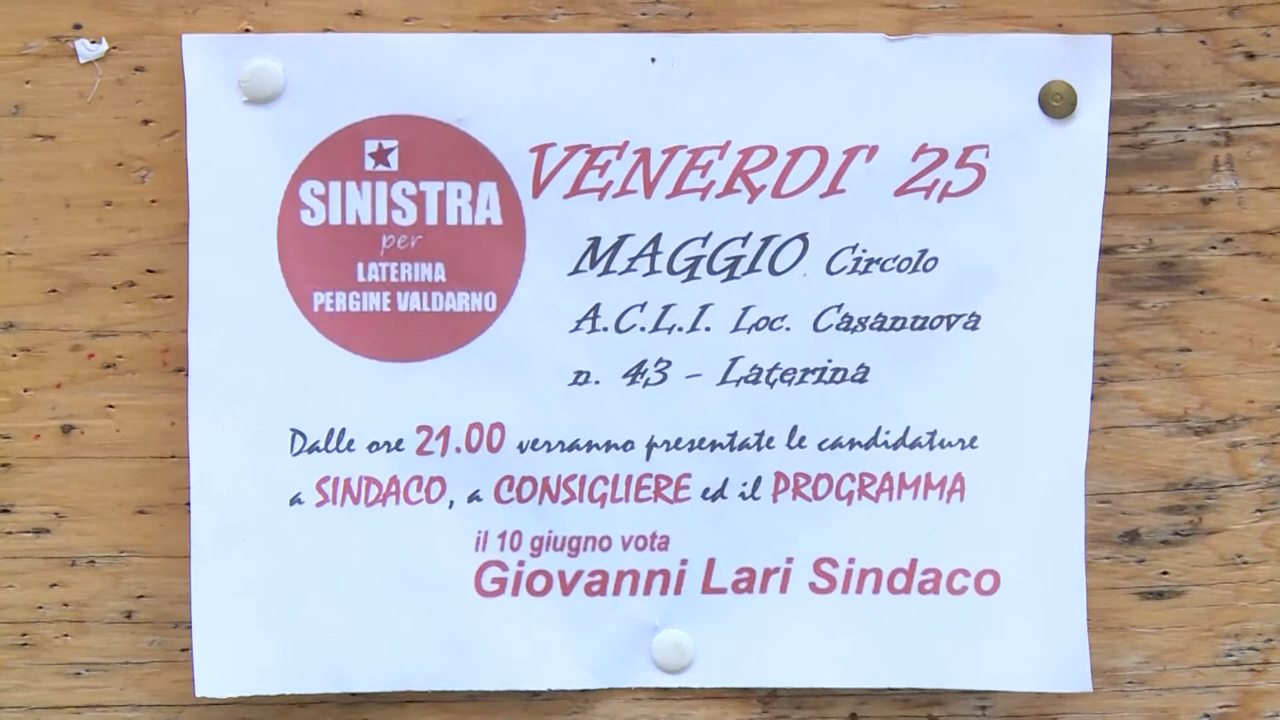 SINISTRA
per
LATERINA
PERGINE VALDARNO
VENERDI' 25
MAGGIO Circolo
A.C.L.I. Loc. Casannova
n. 43 - Laterina
Dalle ore 21.00 verranno presentate le candidature
a SINDACO, a CONSIGLIERE ed il PROGRAMMA
il 10 giugno vota
Giovanni Lari Sindaco